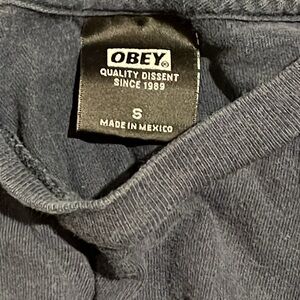 OBEY®
QUALITY DISSENT
SINCE 1989
S
MADE IN MEXICO